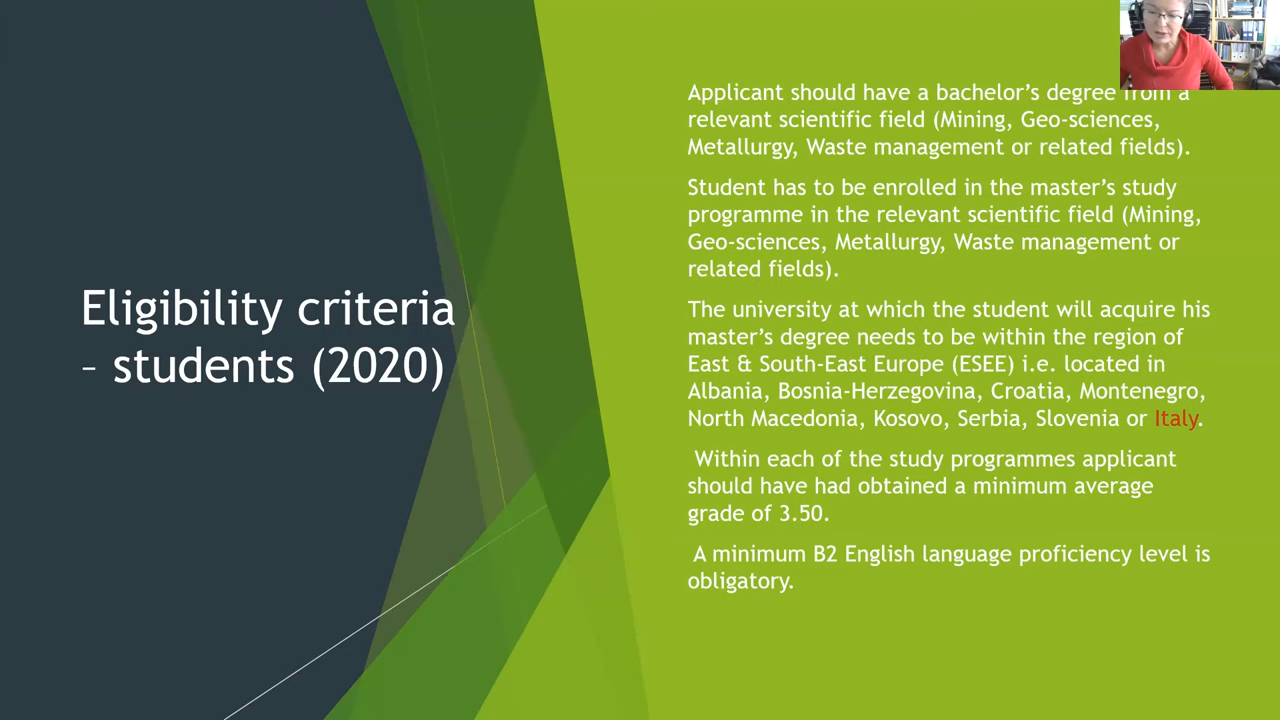 Eligibility criteria
– students (2020)
Applicant should have a bachelor’s degree from a
relevant scientific field (Mining, Geo-sciences,
Metallurgy, Waste management or related fields).
Student has to be enrolled in the master’s study
programme in the relevant scientific field (Mining,
Geo-sciences, Metallurgy, Waste management or
related fields).
The university at which the student will acquire his
master’s degree needs to be within the region of
East & South-East Europe (ESEE) i.e. located in
Albania, Bosnia-Herzegovina, Croatia, Montenegro,
North Macedonia, Kosovo, Serbia, Slovenia or Italy.
Within each of the study programmes applicant
should have had obtained a minimum average
grade of 3.50.
A minimum B2 English language proficiency level is
obligatory.